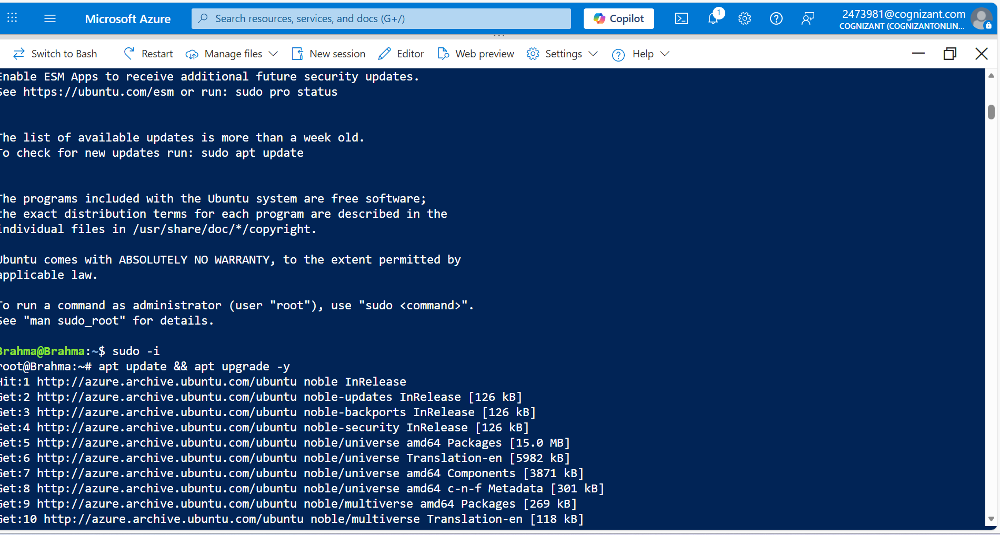 Microsoft Azure
Search resources, services, and docs (G+/)
Copilot
1
2473981@cognizant.com
COGNIZANT (COGNIZANTONLIN...
Switch to Bash
Restart
Manage files
New session
Editor
Web preview
Settings
Help
Enable ESM Apps to receive additional future security updates.
See https://ubuntu.com/esm or run: sudo pro status
The list of available updates is more than a week old.
To check for new updates run: sudo apt update
The programs included with the Ubuntu system are free software;
the exact distribution terms for each program are described in the
individual files in /usr/share/doc/*/copyright.
Ubuntu comes with ABSOLUTELY NO WARRANTY, to the extent permitted by
applicable law.
To run a command as administrator (user "root"), use "sudo <command>".
See "man sudo_root" for details.
Brahma@Brahma:~$ sudo -i
root@Brahma:~# apt update && apt upgrade -y
Hit:1 http://azure.archive.ubuntu.com/ubuntu noble InRelease
Get:2 http://azure.archive.ubuntu.com/ubuntu noble-updates InRelease [126 kB]
Get:3 http://azure.archive.ubuntu.com/ubuntu noble-backports InRelease [126 kB]
Get:4 http://azure.archive.ubuntu.com/ubuntu noble-security InRelease [126 kB]
Get:5 http://azure.archive.ubuntu.com/ubuntu noble/universe amd64 Packages [15.0 MB]
Get:6 http://azure.archive.ubuntu.com/ubuntu noble/universe Translation-en [5982 kB]
Get:7 http://azure.archive.ubuntu.com/ubuntu noble/universe amd64 Components [3871 kB]
Get:8 http://azure.archive.ubuntu.com/ubuntu noble/universe amd64 c-n-f Metadata [301 kB]
Get:9 http://azure.archive.ubuntu.com/ubuntu noble/multiverse amd64 Packages [269 kB]
Get:10 http://azure.archive.ubuntu.com/ubuntu noble/multiverse Translation-en [118 kB]